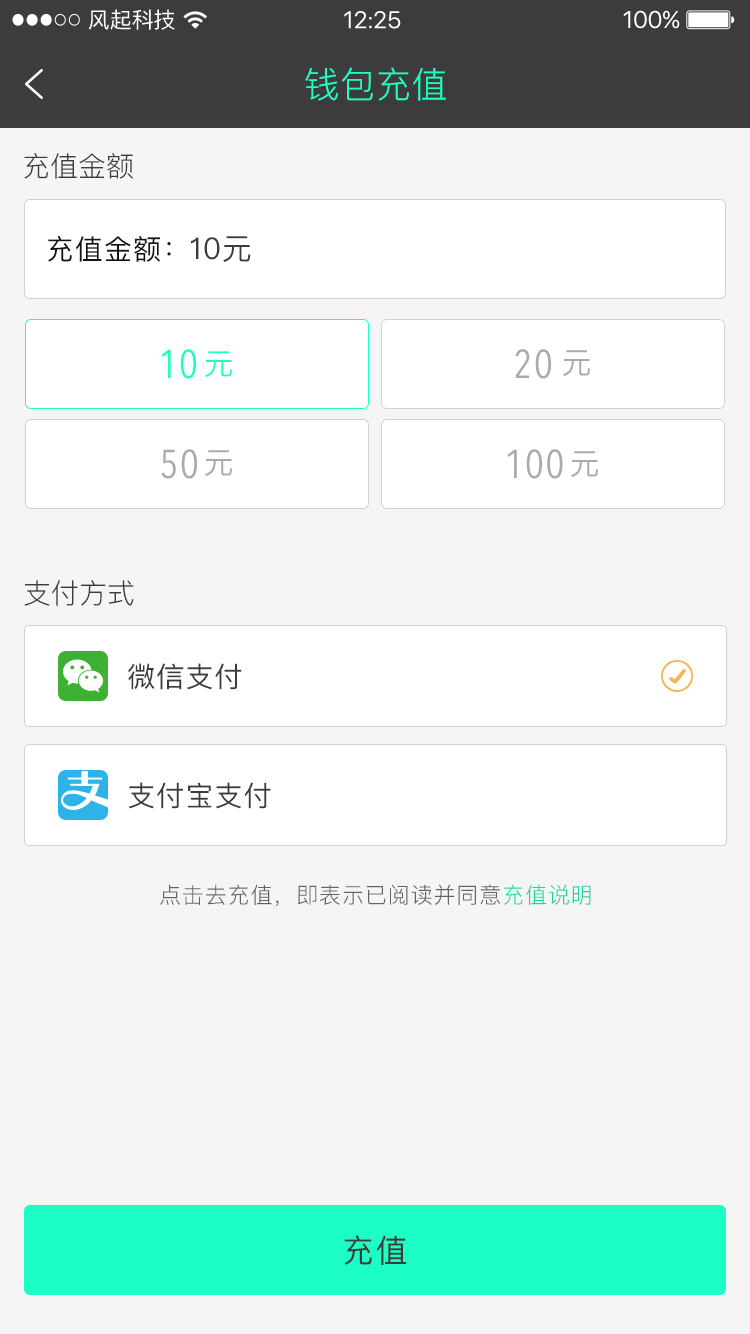 风起科技 12:25 100%
钱包充值
充值金额
充值金额：10元
10元 20元
50元 100元
支付方式
微信支付
支付宝支付
点击去充值，即表示已阅读并同意充值说明
充值